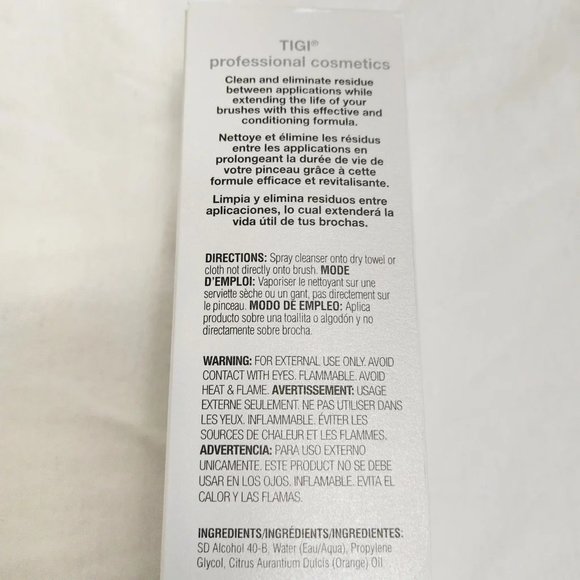 TIGI®
professional cosmetics
Clean and eliminate residue
between applications while
extending the life of your
brushes with this effective and
conditioning formula.
Nettoye et élimine les résidus
entre les applications en
prolongeant la durée de vie de
votre pinceau grâce à cette
formule efficace et revitalisante.
Limpia y elimina residuos entre
aplicaciones, lo cual extenderá la
vida útil de tus brochas.
DIRECTIONS: Spray cleanser onto dry towel or
cloth not directly onto brush. MODE
D'EMPLOI: Vaporiser le nettoyant sur une
serviette sèche ou un gant, pas directement sur
le pinceau. MODO DE EMPLEO: Aplica
producto sobre una toallita o algodón y no
directamente sobre brocha.
WARNING: FOR EXTERNAL USE ONLY. AVOID
CONTACT WITH EYES. FLAMMABLE. AVOID
HEAT & FLAME. AVERTISSEMENT: USAGE
EXTERNE SEULEMENT. NE PAS UTILISER DANS
LES YEUX. INFLAMMABLE. ÉVITER LES
SOURCES DE CHALEUR ET LES FLAMMES.
ADVERTENCIA: PARA USO EXTERNO
UNICAMENTE. ESTE PRODUCT NO SE DEBE
USAR EN LOS OJOS. INFLAMABLE. EVITA EL
CALOR Y LAS FLAMAS.
INGREDIENTS/INGRÉDIENTS/INGREDIENTES:
SD Alcohol 40-B, Water (Eau/Aqua), Propylene
Glycol, Citrus Aurantium Dulcis (Orange) Oil